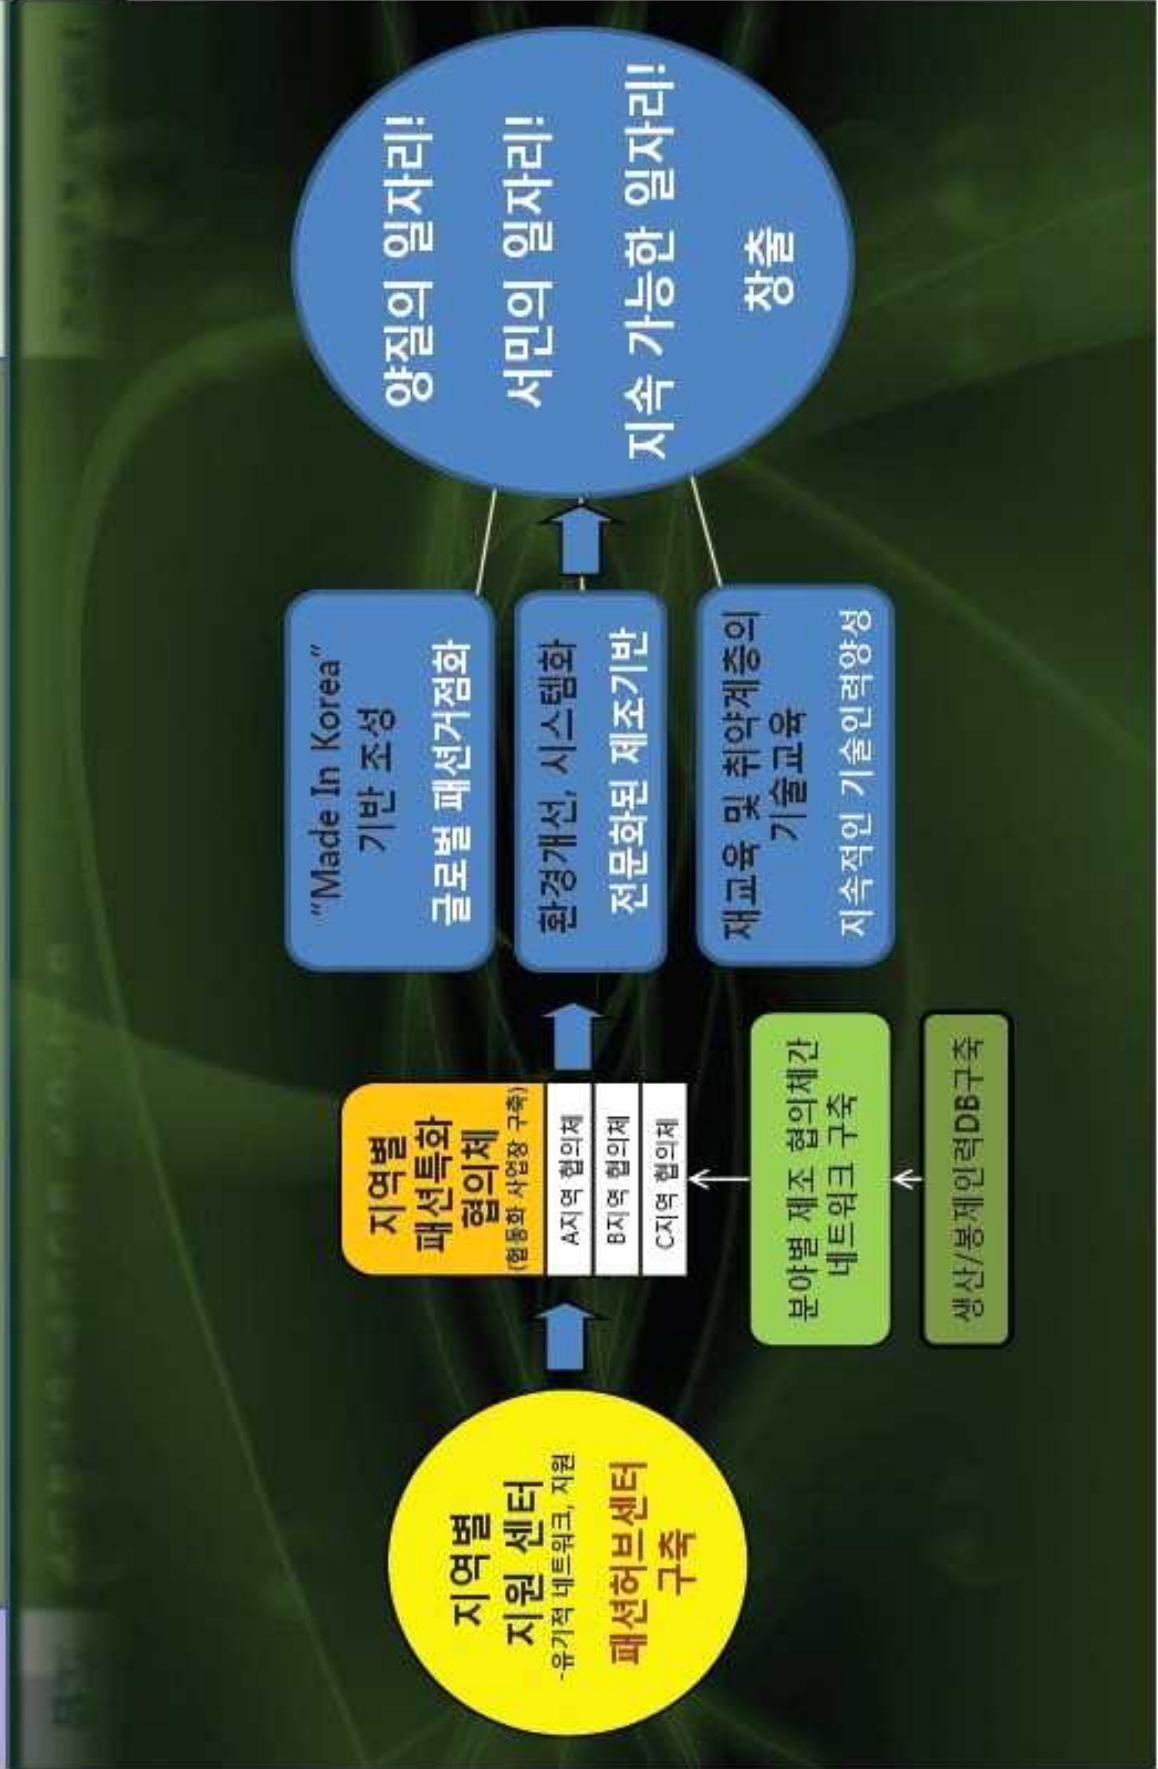 지역별
지원 센터
-유기적 네트워크, 지원
패션허브센터
구축
지역별
패션특화
협의체
(협동화 사업장 구축)
A지역 협의체
B지역 협의체
C지역 협의체
분야별 제조 협의체간
네트워크 구축
생산/봉제인력DB구축
“Made In Korea”
기반 조성
글로벌 패션거점화
환경개선, 시스템화
전문화된 제조기반
재교육 및 취약계층의
기술교육
지속적인 기술인력양성
양질의 일자리!
서민의 일자리!
지속 가능한 일자리!
창출